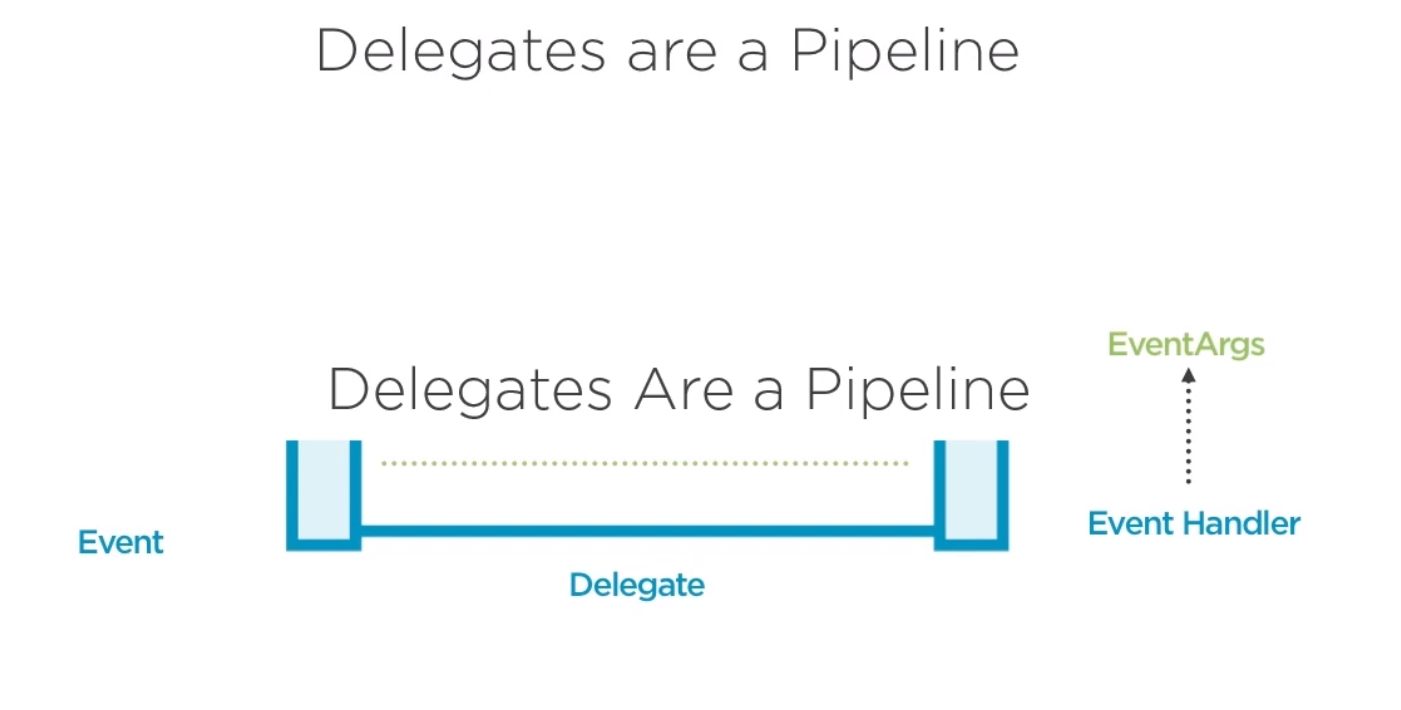 Delegates are a Pipeline
EventArgs
Delegates Are a Pipeline
Event
Event Handler
Delegate